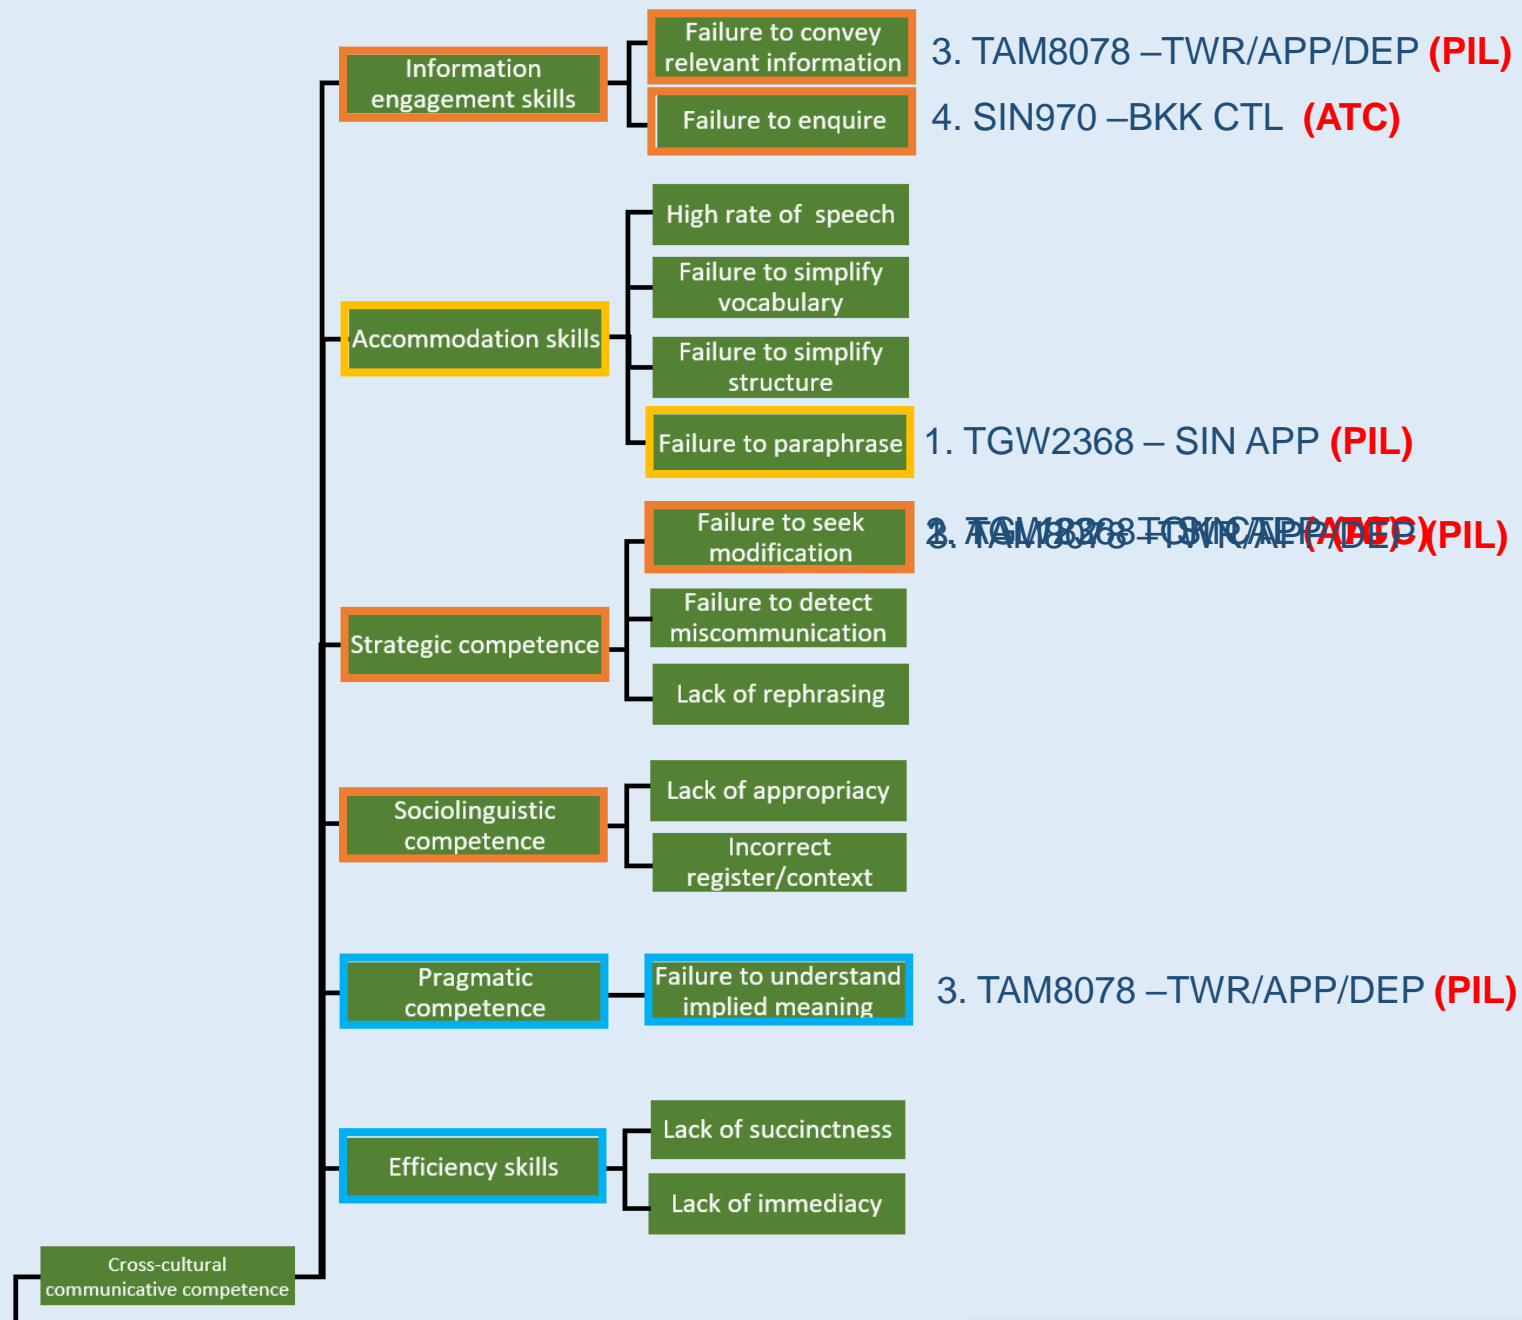 Failure to convey
relevant information
3. TAM8078 –TWR/APP/DEP (PIL)
Information
engagement skills
Failure to enquire
4. SIN970 –BKK CTL (ATC)
High rate of speech
Failure to simplify
vocabulary
Accommodation skills
Failure to simplify
structure
Failure to paraphrase
1. TGW2368 – SIN APP (PIL)
Failure to seek
modification
(PIL)
Failure to detect
miscommunication
Strategic competence
Lack of rephrasing
Lack of appropriacy
Sociolinguistic
competence
Incorrect
register/context
Pragmatic
competence
Failure to understand
implied meaning
3. TAM8078 –TWR/APP/DEP (PIL)
Lack of succinctness
Efficiency skills
Lack of immediacy
Cross-cultural
communicative competence